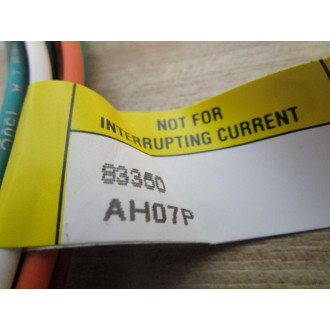 NOT FOR
INTERRUPTING CURRENT
83350
AH07P